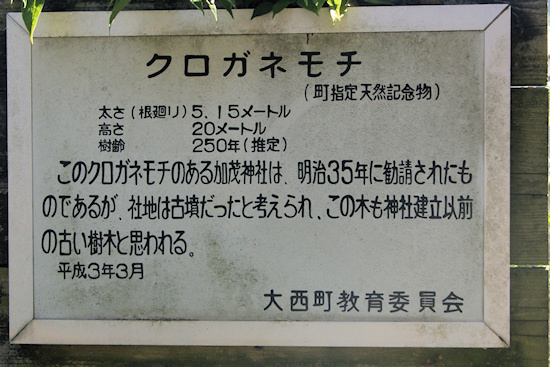 クロガネモチ
(町指定天然記念物)
太さ(根廻り)5.15メートル
高さ 20メートル
樹齢 250年(推定)
このクロガネモチのある加茂神社は、明治35年に勧請されたも
のであるが、社地は古墳だったと考えられ、この木も神社建立以前
の古い樹木と思われる。
平成3年3月
大西町教育委員会